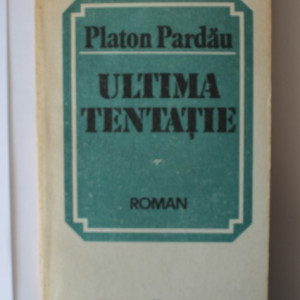 Platon Pardău
ULTIMA
TENTAȚIE
ROMAN